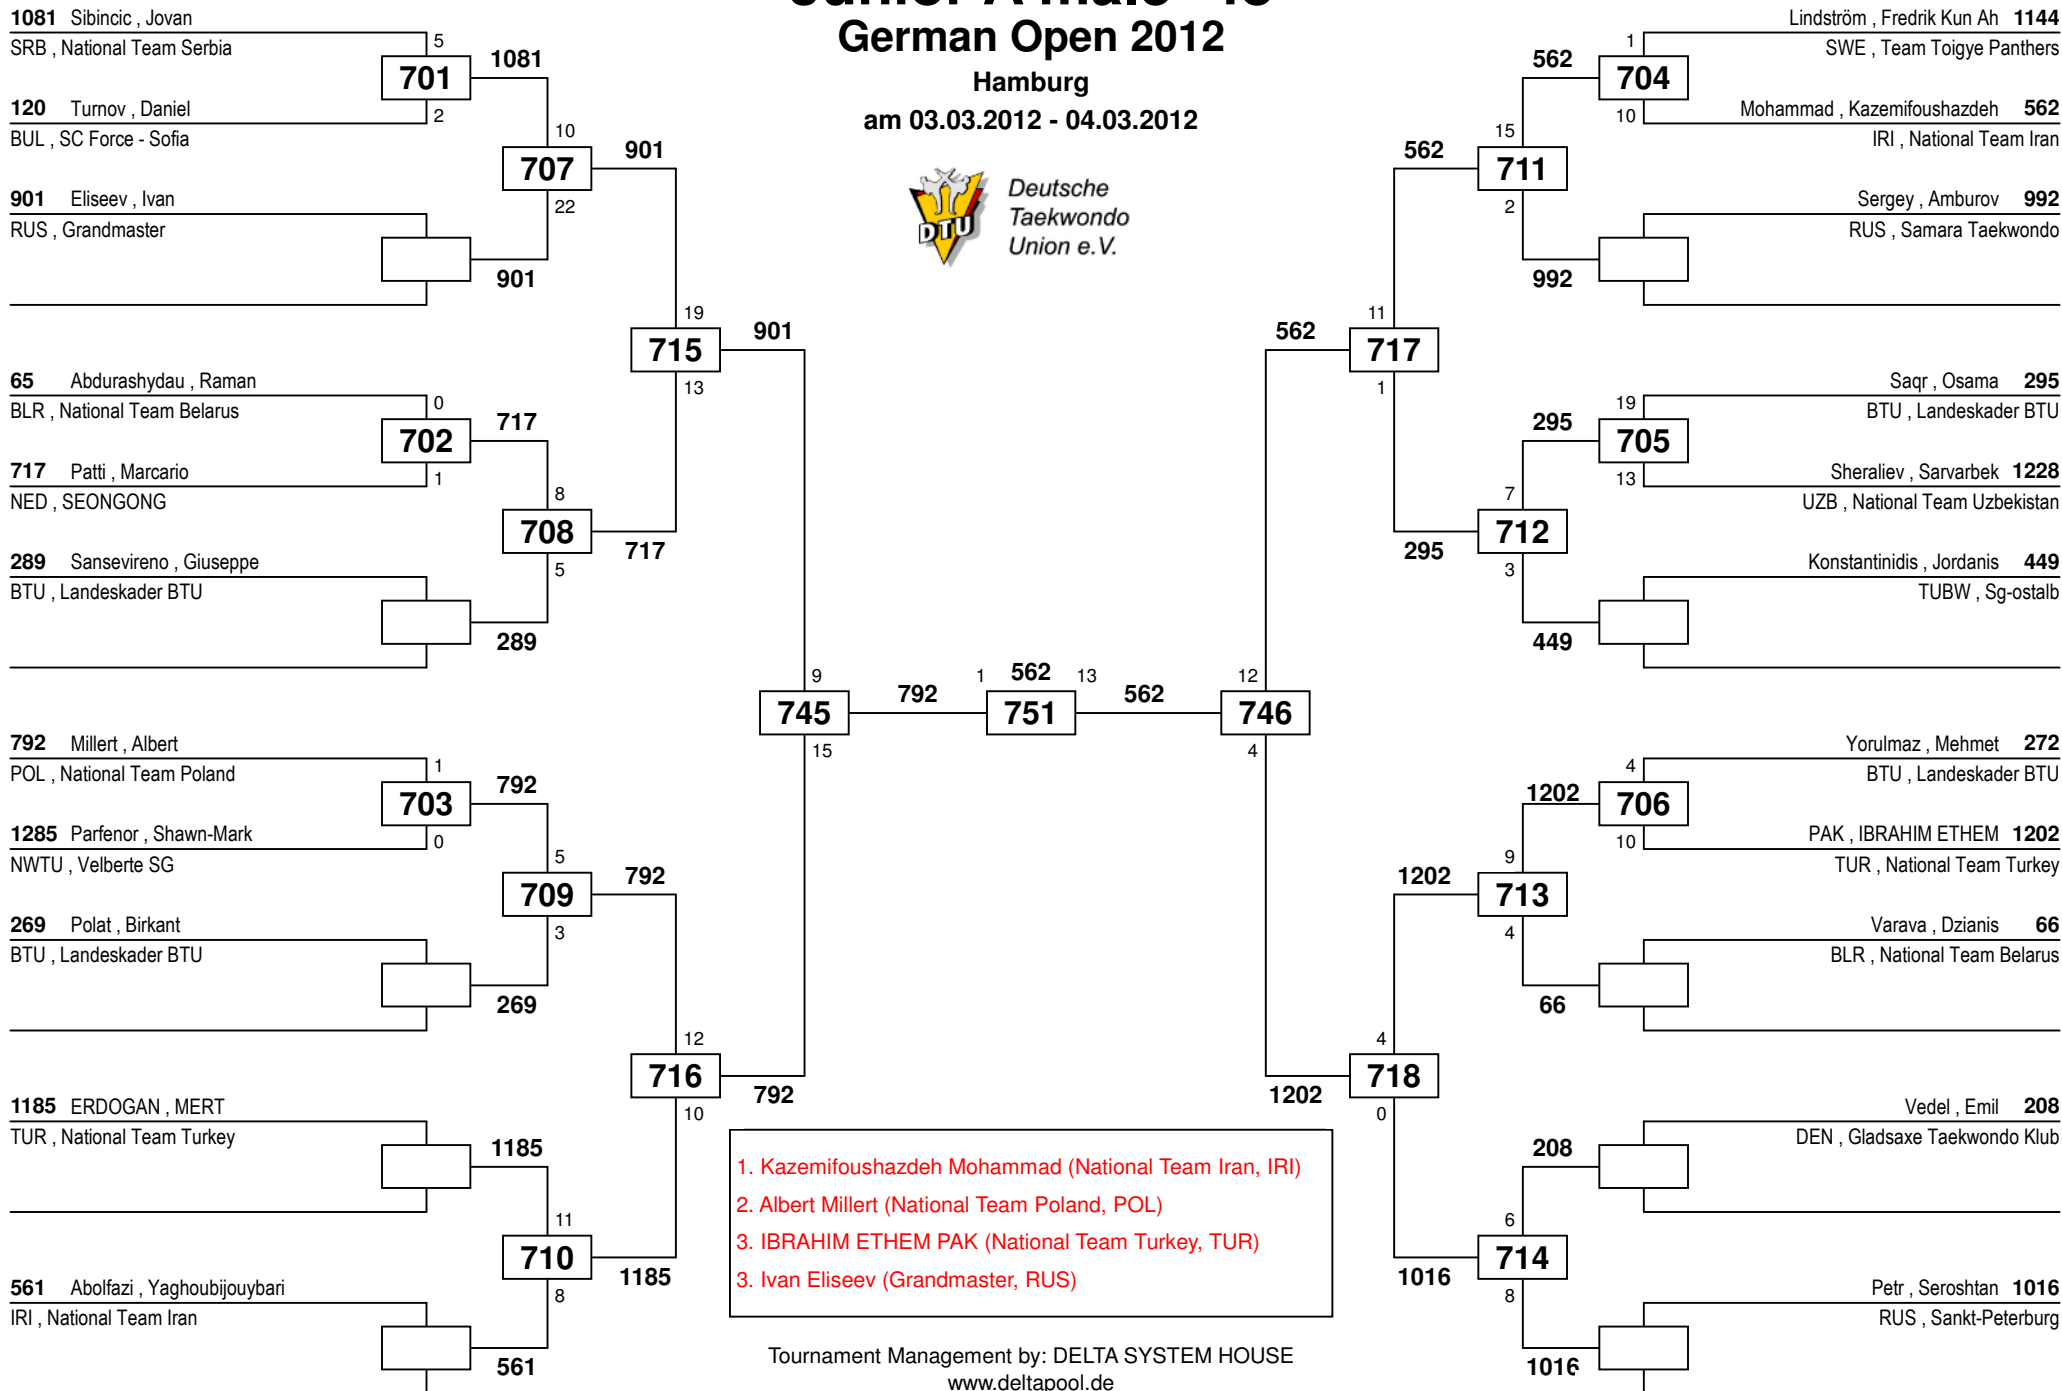 German Open 2012
Hamburg
am 03.03.2012 - 04.03.2012
DTU
Deutsche
Taekwondo
Union e.V.
1081 Sibincic , Jovan
SRB , National Team Serbia
5
701
1081
2
120 Turnov , Daniel
BUL , SC Force - Sofia
10
707
901
22
901 Eliseev , Ivan
RUS , Grandmaster
901
19
715
901
13
65 Abdurashydau , Raman
BLR , National Team Belarus
0
702
717
1
717 Patti , Marcario
NED , SEONGONG
8
708
717
5
289 Sansevireno , Giuseppe
BTU , Landeskader BTU
289
9
745
792
15
792 Millert , Albert
POL , National Team Poland
1
703
792
0
1285 Parfenor , Shawn-Mark
NWTU , Velberte SG
5
709
792
3
269 Polat , Birkant
BTU , Landeskader BTU
269
12
716
792
10
1185 ERDOGAN , MERT
TUR , National Team Turkey
1185
11
710
1185
8
561 Abolfazi , Yaghoubijouybari
IRI , National Team Iran
561
1 562 13
751
562
Lindström , Fredrik Kun Ah 1144
SWE , Team Toigye Panthers
1
562
704
10
Mohammad , Kazemifoushazdeh 562
IRI , National Team Iran
15
562
711
2
Sergey , Amburov 992
RUS , Samara Taekwondo
992
11
562
717
1
Saqr , Osama 295
BTU , Landeskader BTU
19
295
705
13
Sheraliev , Sarvarbek 1228
UZB , National Team Uzbekistan
7
712
295
3
Konstantinidis , Jordanis 449
TUBW , Sg-ostalb
449
12
746
4
Yorulmaz , Mehmet 272
BTU , Landeskader BTU
4
1202
706
10
PAK , IBRAHIM ETHEM 1202
TUR , National Team Turkey
9
1202
713
4
Varava , Dzianis 66
BLR , National Team Belarus
66
4
718
1202
0
Vedel , Emil 208
DEN , Gladsaxe Taekwondo Klub
208
6
714
1016
8
Petr , Seroshtan 1016
RUS , Sankt-Peterburg
1016
1. Kazemifoushazdeh Mohammad (National Team Iran, IRI)
2. Albert Millert (National Team Poland, POL)
3. IBRAHIM ETHEM PAK (National Team Turkey, TUR)
3. Ivan Eliseev (Grandmaster, RUS)
Tournament Management by: DELTA SYSTEM HOUSE
www.deltapool.de